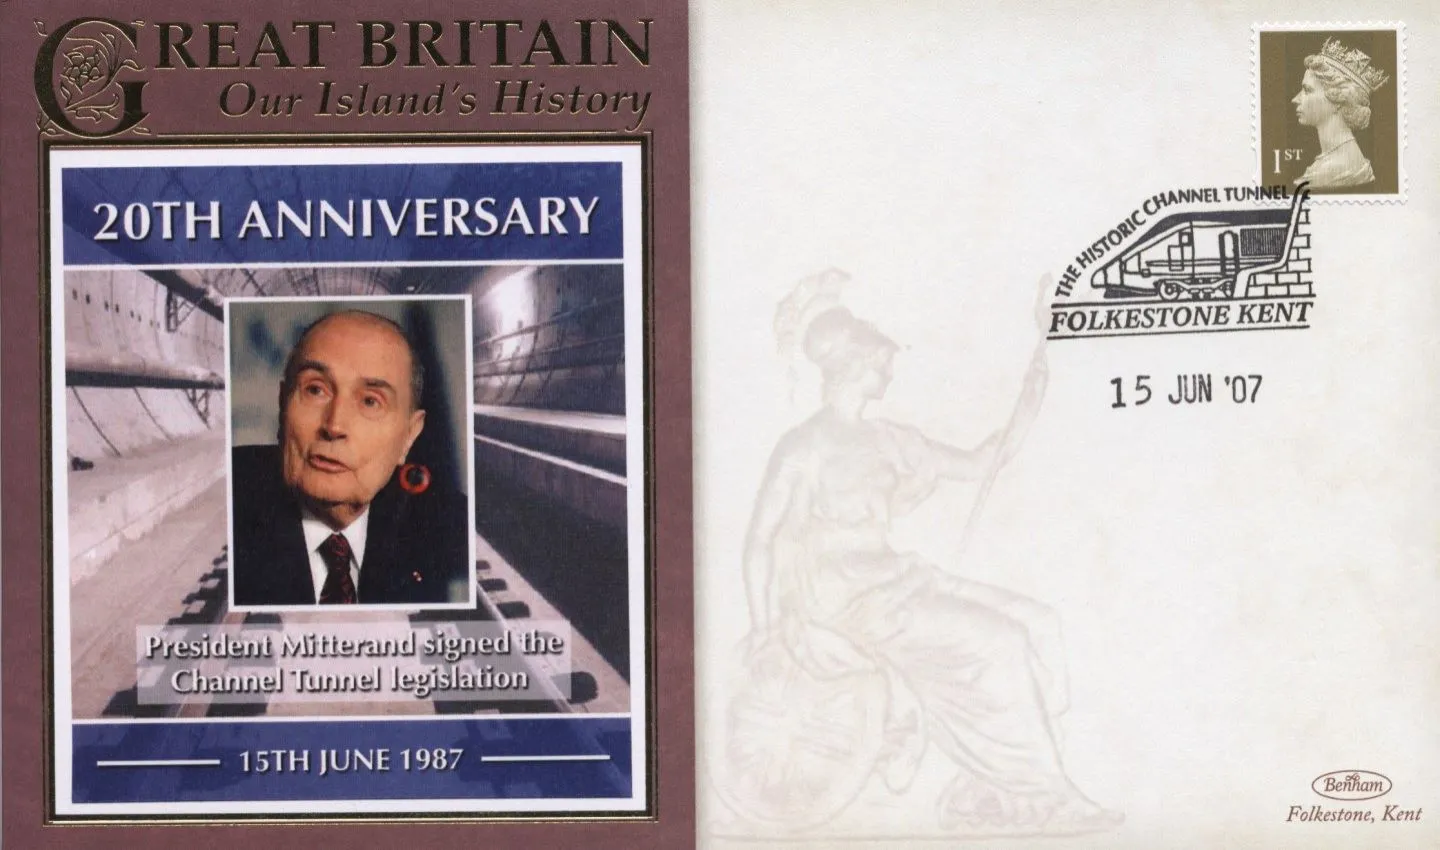 GREAT BRITAIN
Our Island's History
20TH ANNIVERSARY
President Mitterand signed the
Channel Tunnel legislation
15TH JUNE 1987
1ST
THE HISTORIC CHANNEL TUNNEL
FOLKESTONE KENT
15 JUN '07
Benham
Folkestone, Kent